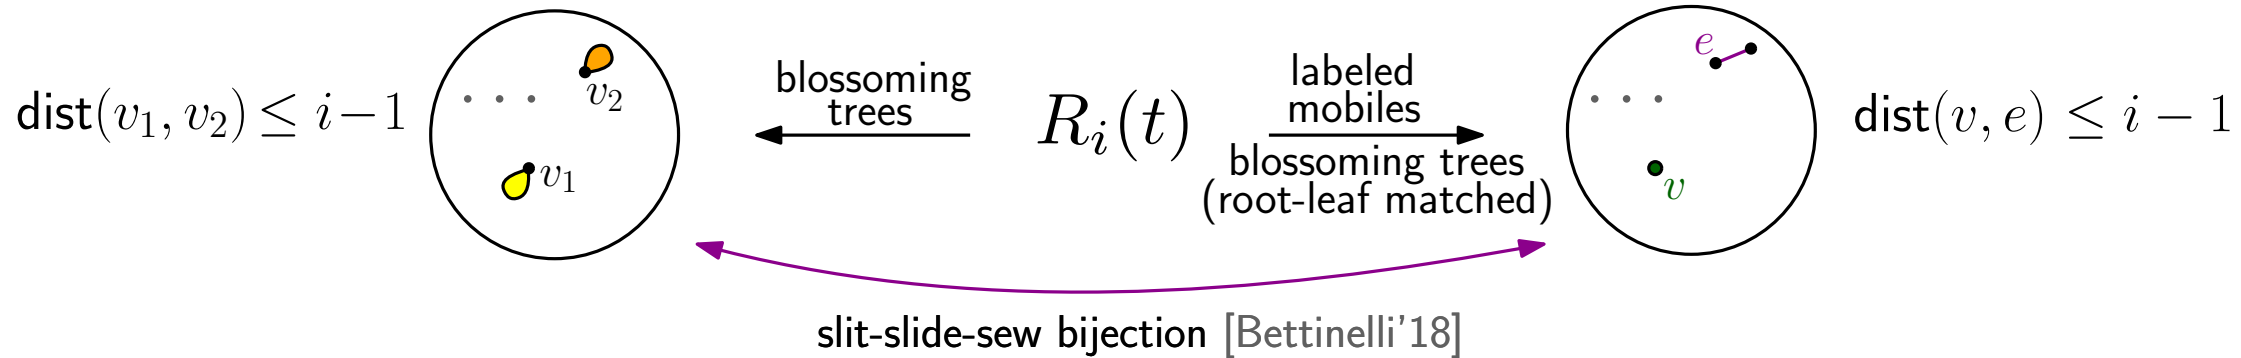 dist(v₁, v₂) ≤ i−1
v₂
v₁
blossoming
trees
Rᵢ(t)
labeled
mobiles
blossoming trees
(root-leaf matched)
e
v
dist(v, e) ≤ i − 1
slit-slide-sew bijection [Bettinelli'18]